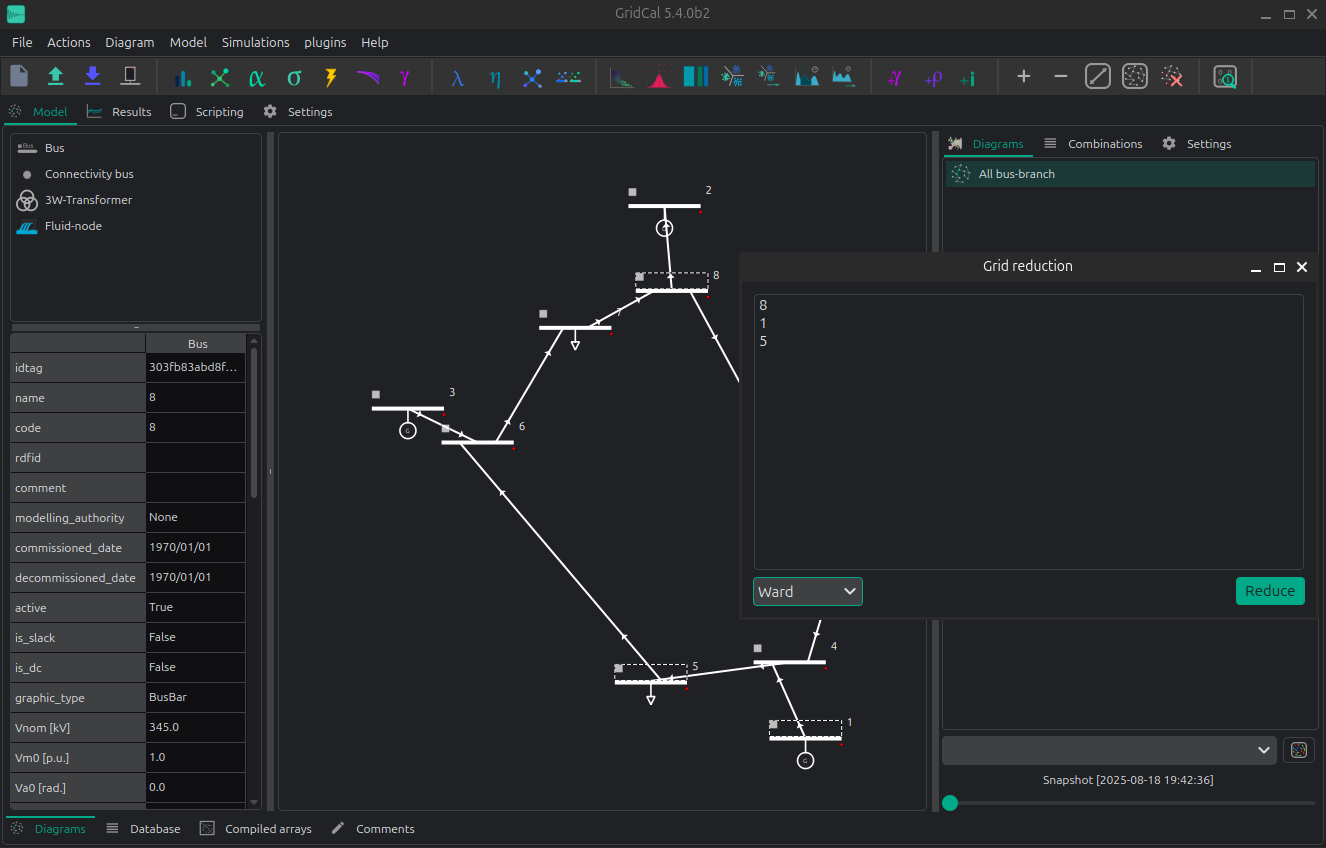 GridCal 5.4.0b2
File Actions Diagram Model Simulations plugins Help
Model Results Scripting Settings
Bus
Connectivity bus
3W-Transformer
Fluid-node
Bus
idtag 303fb83abd8f...
name 8
code 8
rdfid
comment
modelling_authority None
commissioned_date 1970/01/01
decommissioned_date 1970/01/01
active True
is_slack False
is_dc False
graphic_type BusBar
Vnom [kV] 345.0
Vm0 [p.u.] 1.0
Va0 [rad.] 0.0
2
8
7
3
G
6
5
4
1
G
Diagrams Combinations Settings
All bus-branch
Grid reduction
8
1
5
Ward Reduce
Snapshot [2025-08-18 19:42:36]
Diagrams Database Compiled arrays Comments